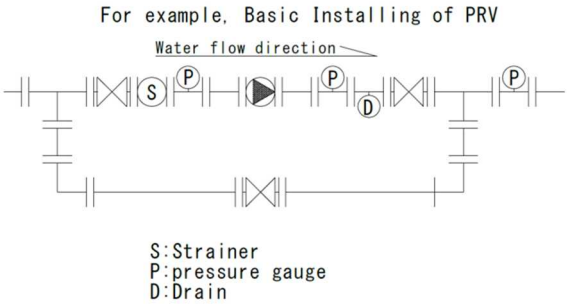 For example, Basic Installing of PRV
Water flow direction
P P P
S
D
S:Strainer
P:pressure gauge
D:Drain